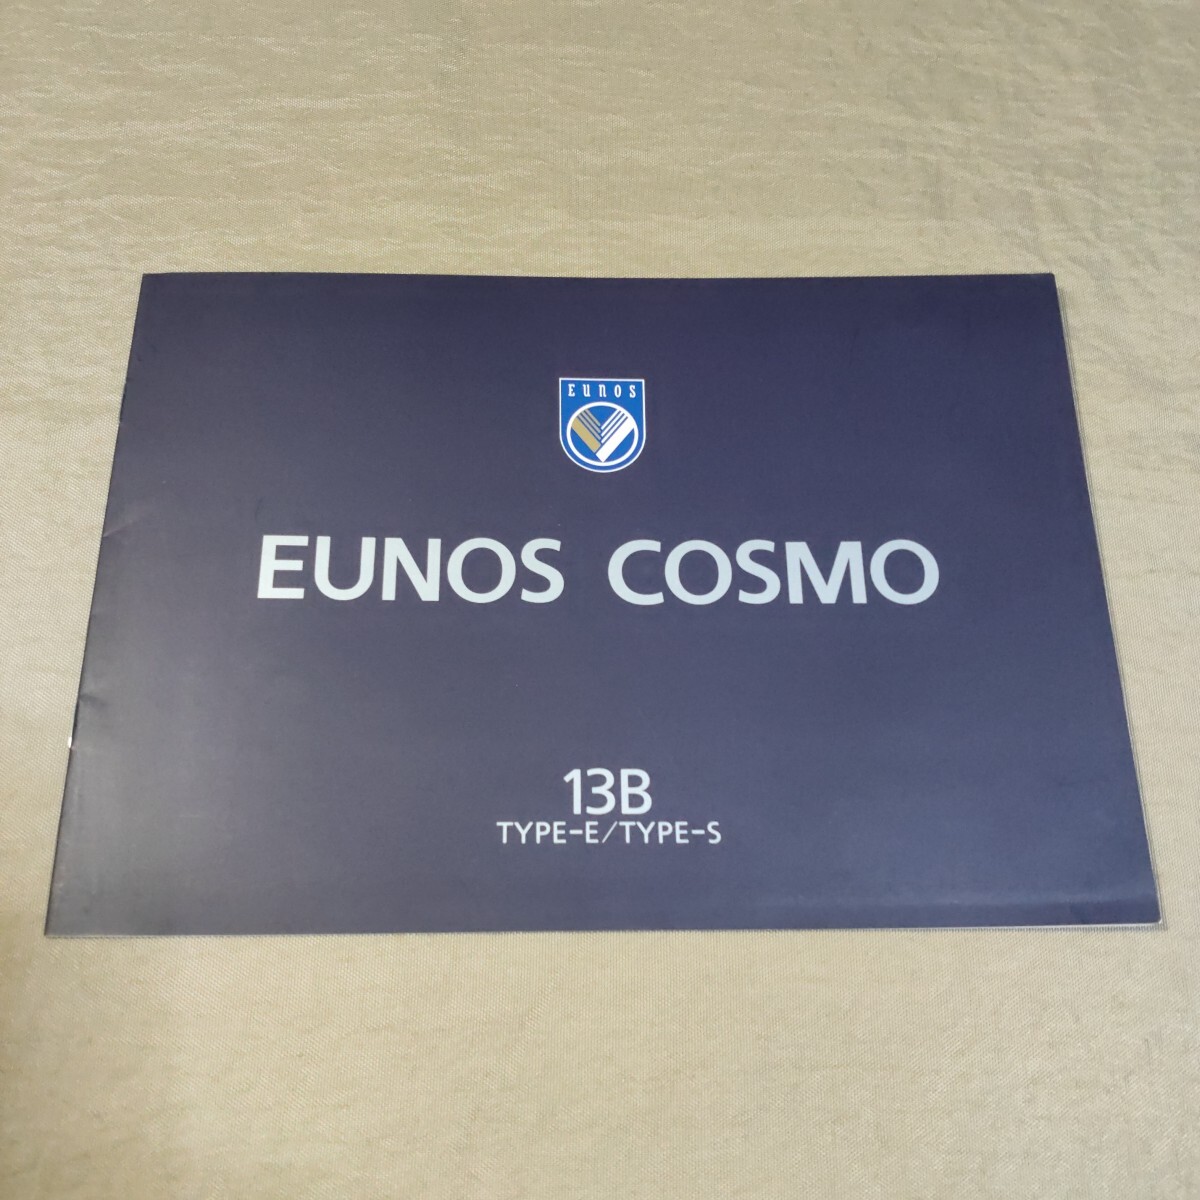 EUNOS
EUNOS COSMO
13B
TYPE-E/TYPE-S